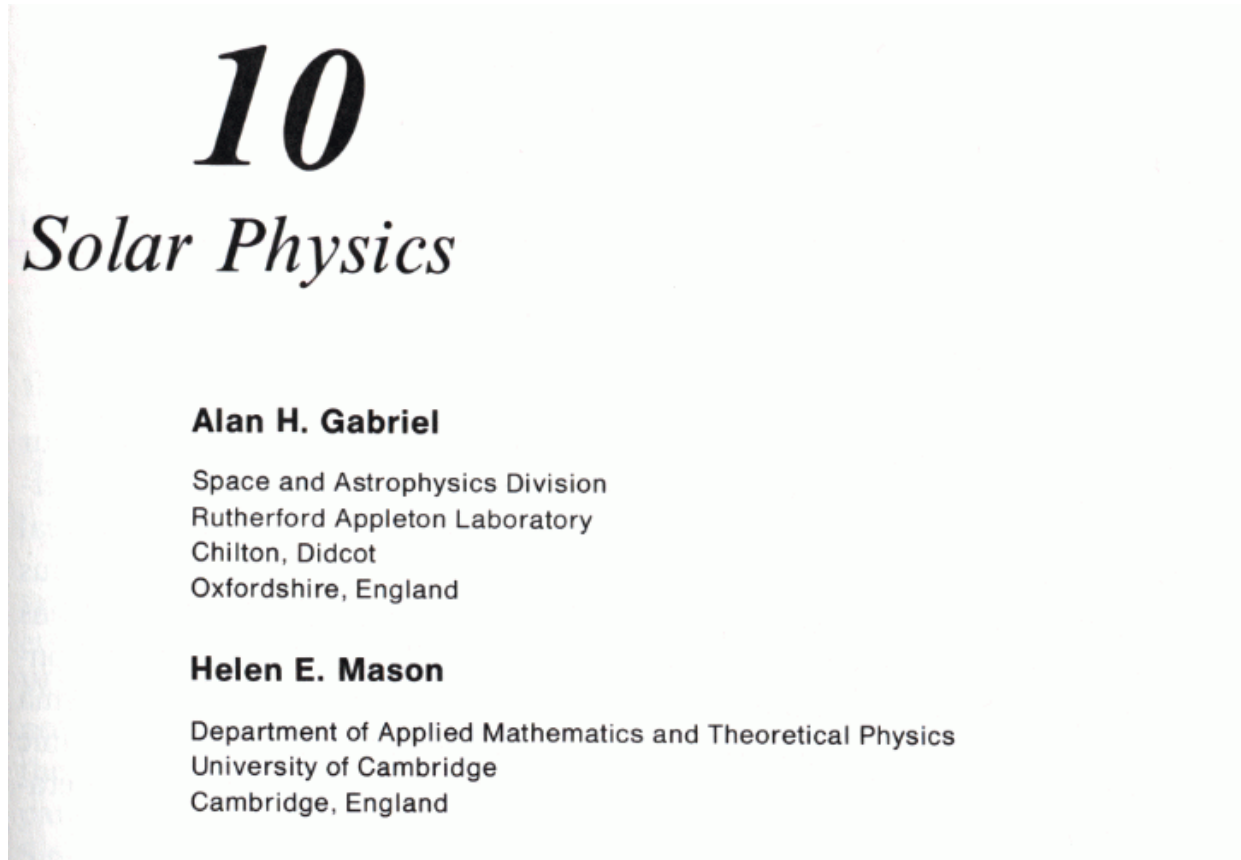 10
Solar Physics
Alan H. Gabriel
Space and Astrophysics Division
Rutherford Appleton Laboratory
Chilton, Didcot
Oxfordshire, England
Helen E. Mason
Department of Applied Mathematics and Theoretical Physics
University of Cambridge
Cambridge, England